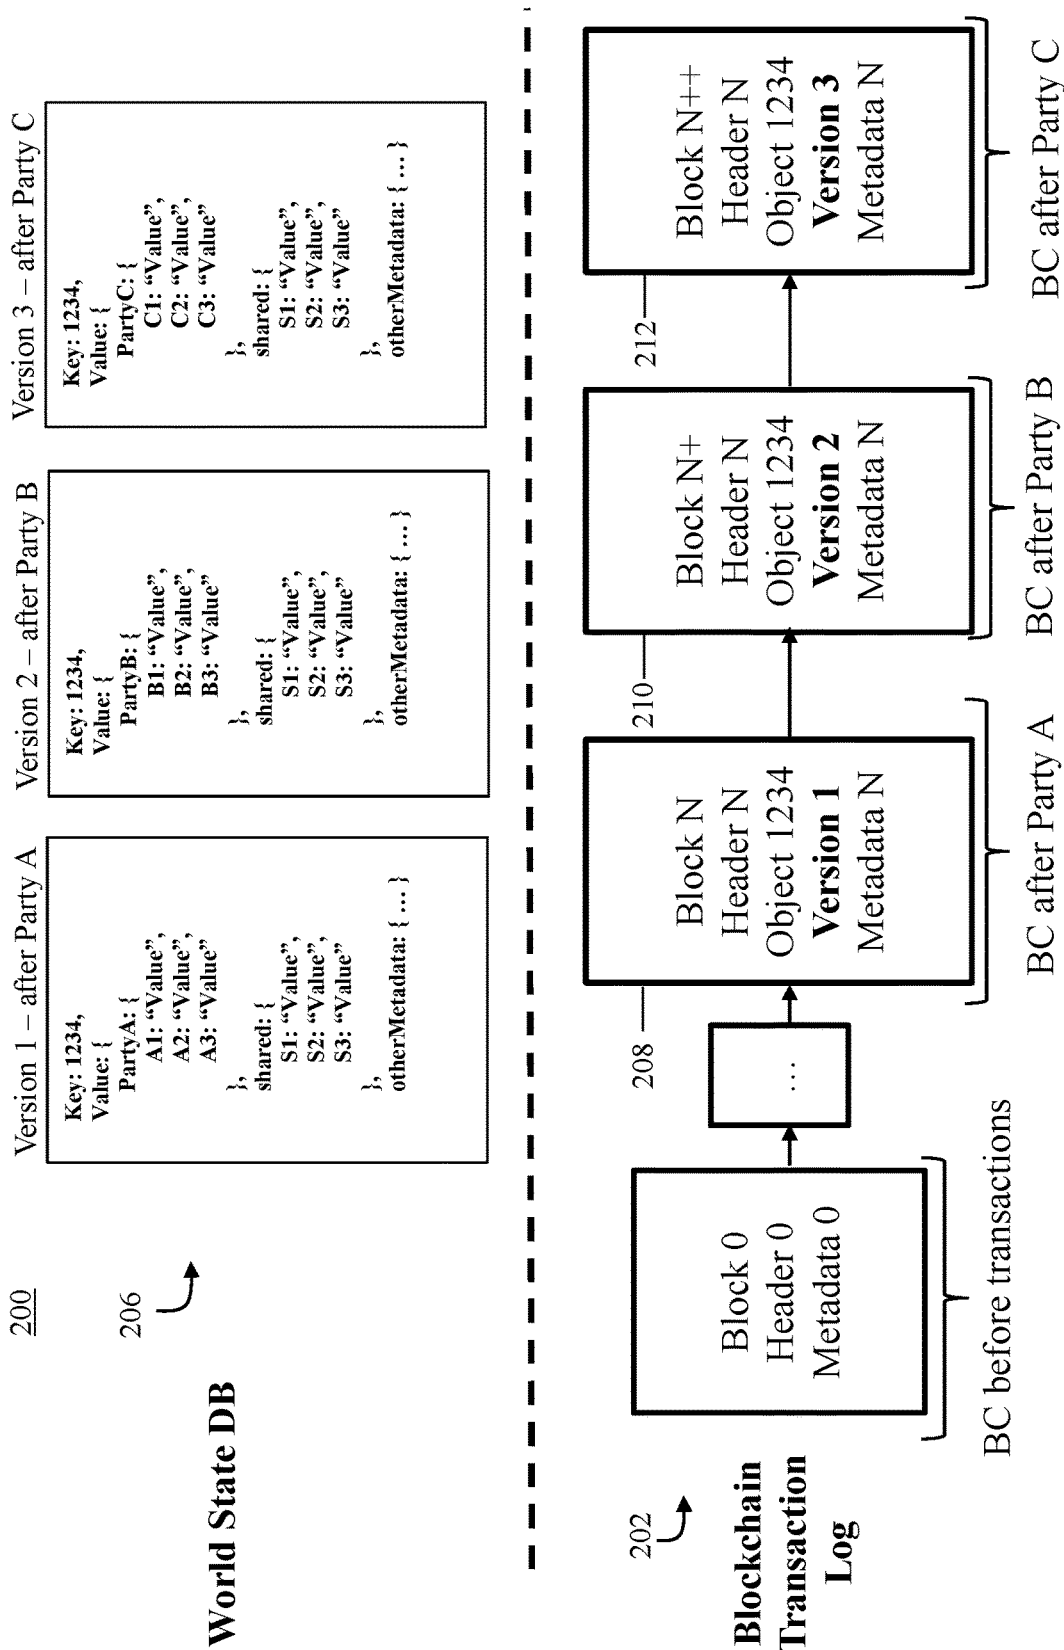 200
206
World State DB
Version 1 – after Party A
Key: 1234,
Value: {
PartyA: {
A1: “Value”,
A2: “Value”,
A3: “Value”
},
shared: {
S1: “Value”,
S2: “Value”,
S3: “Value”
},
otherMetadata: { … }
Version 2 – after Party B
Key: 1234,
Value: {
PartyB: {
B1: “Value”,
B2: “Value”,
B3: “Value”
},
shared: {
S1: “Value”,
S2: “Value”,
S3: “Value”
},
otherMetadata: { … }
Version 3 – after Party C
Key: 1234,
Value: {
PartyC: {
C1: “Value”,
C2: “Value”,
C3: “Value”
},
shared: {
S1: “Value”,
S2: “Value”,
S3: “Value”
},
otherMetadata: { … }
202
Blockchain
Transaction
Log
Block 0
Header 0
Metadata 0
BC before transactions
…
208
Block N
Header N
Object 1234
Version 1
Metadata N
BC after Party A
210
Block N+
Header N
Object 1234
Version 2
Metadata N
BC after Party B
212
Block N++
Header N
Object 1234
Version 3
Metadata N
BC after Party C